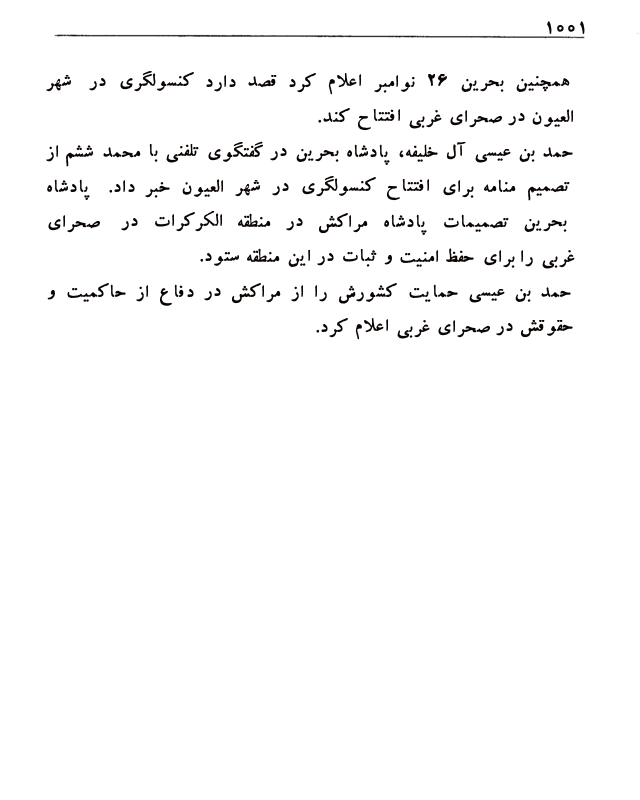 ۱۰۰۱
همچنین بحرین ۲۶ نوامبر اعلام کرد قصد دارد کنسولگری در شهر
العیون در صحرای غربی افتتاح کند.
حمد بن عیسی آل خلیفه، پادشاه بحرین در گفتگوی تلفنی با محمد ششم از
تصمیم منامه برای افتتاح کنسولگری در شهر العیون خبر داد. پادشاه
بحرین تصمیمات پادشاه مراکش در منطقه الکرکرات در صحرای
غربی را برای حفظ امنیت و ثبات در این منطقه ستود.
حمد بن عیسی حمایت کشورش را از مراکش در دفاع از حاکمیت و
حقوقش در صحرای غربی اعلام کرد.